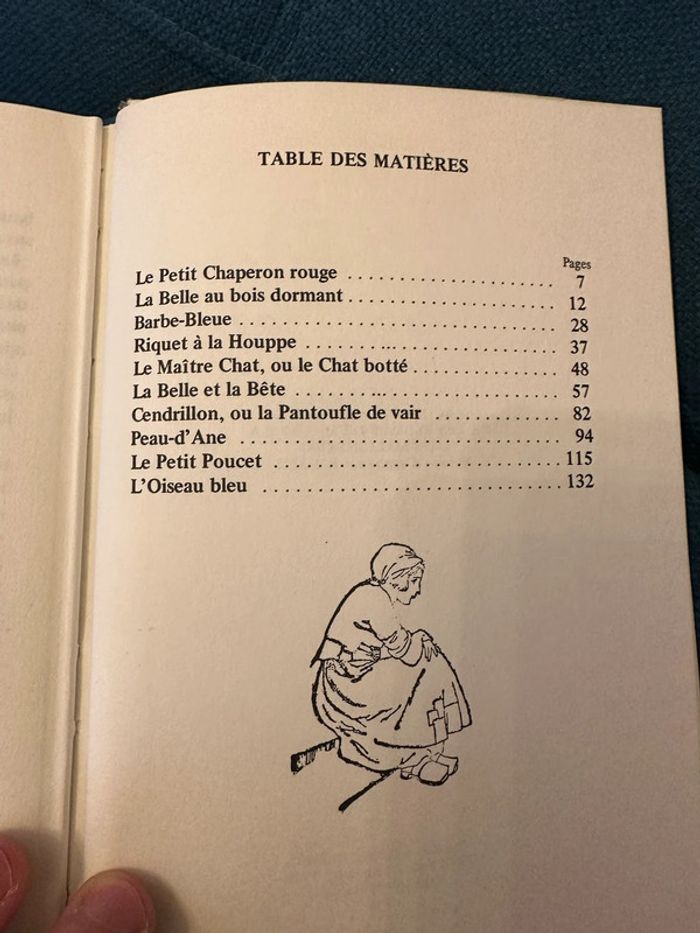 TABLE DES MATIÈRES
Pages
Le Petit Chaperon rouge . . . . . . . . . . . . . . . . . . . . . . 7
La Belle au bois dormant . . . . . . . . . . . . . . . . . . . . . . 12
Barbe-Bleue . . . . . . . . . . . . . . . . . . . . . . . . . . . . . . . . . 28
Riquet à la Houppe . . . . . . . . ... . . . . . . . . . . . . . . . . . 37
Le Maître Chat, ou le Chat botté . . . . . . . . . . . . . . . 48
La Belle et la Bête . . . . . . . . ... . . . . . . . . . . . . . . . . . 57
Cendrillon, ou la Pantoufle de vair . . . . . . . . . . . . . 82
Peau-d'Ane . . . . . . . . . . . . . . . . . . . . . . . . . . . . . . . . . 94
Le Petit Poucet . . . . . . . . . . . . . . . . . . . . . . . . . . . . . . 115
L'Oiseau bleu . . . . . . . . . . . . . . . . . . . . . . . . . . . . . . . 132